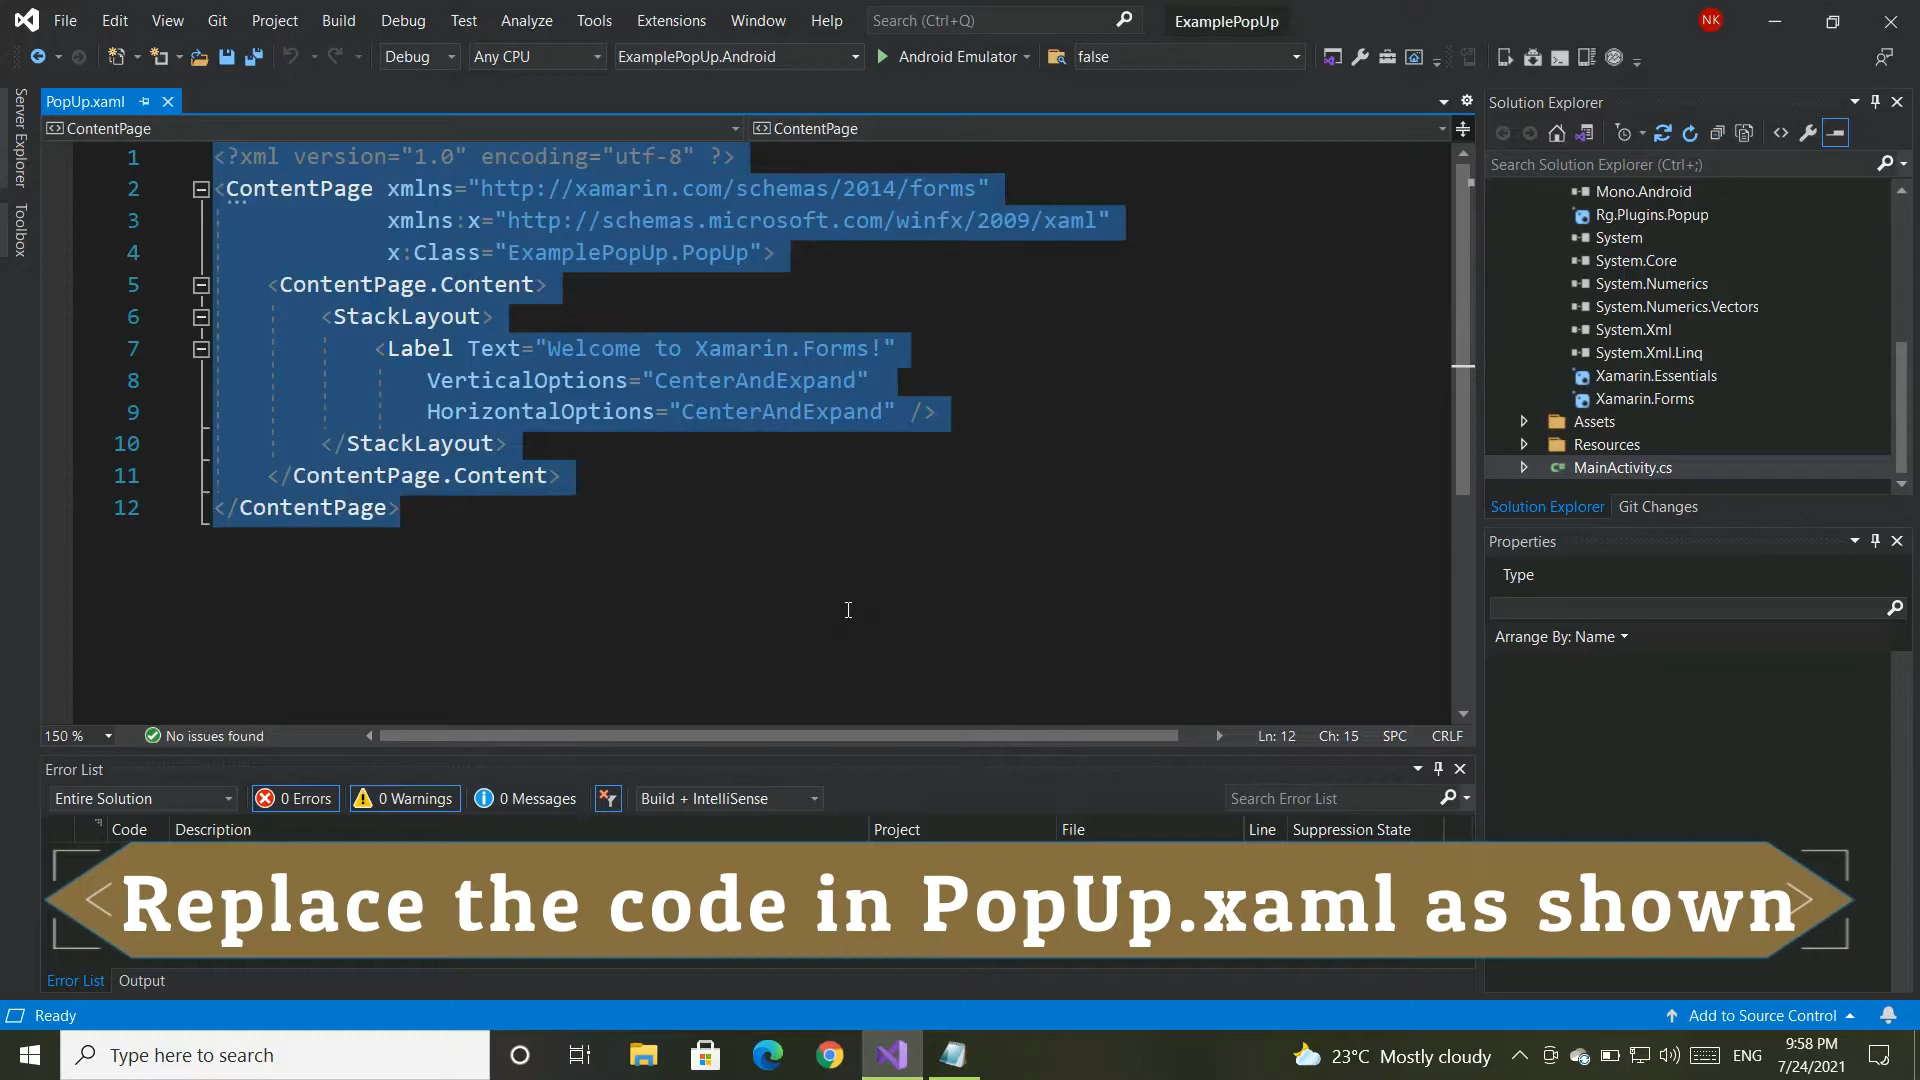 File Edit View Git Project Build Debug Test Analyze Tools Extensions Window Help Search (Ctrl+Q) ExamplePopUp NK
Debug Any CPU ExamplePopUp.Android Android Emulator false
Server Explorer
Toolbox
PopUp.xaml
ContentPage ContentPage
1 <?xml version="1.0" encoding="utf-8" ?>
2 <ContentPage xmlns="http://xamarin.com/schemas/2014/forms"
3 xmlns:x="http://schemas.microsoft.com/winfx/2009/xaml"
4 x:Class="ExamplePopUp.PopUp">
5 <ContentPage.Content>
6 <StackLayout>
7 <Label Text="Welcome to Xamarin.Forms!"
8 VerticalOptions="CenterAndExpand"
9 HorizontalOptions="CenterAndExpand" />
10 </StackLayout>
11 </ContentPage.Content>
12 </ContentPage>
150 % No issues found Ln: 12 Ch: 15 SPC CRLF
Solution Explorer
Search Solution Explorer (Ctrl+;)
Mono.Android
Rg.Plugins.Popup
System
System.Core
System.Numerics
System.Numerics.Vectors
System.Xml
System.Xml.Linq
Xamarin.Essentials
Xamarin.Forms
Assets
Resources
MainActivity.cs
Solution Explorer Git Changes
Properties
Type
Arrange By: Name
Error List
Entire Solution 0 Errors 0 Warnings 0 Messages Build + IntelliSense Search Error List
Code Description Project File Line Suppression State
Replace the code in PopUp.xaml as shown
Error List Output
Ready Add to Source Control
Type here to search 23°C Mostly cloudy ENG 9:58 PM
7/24/2021